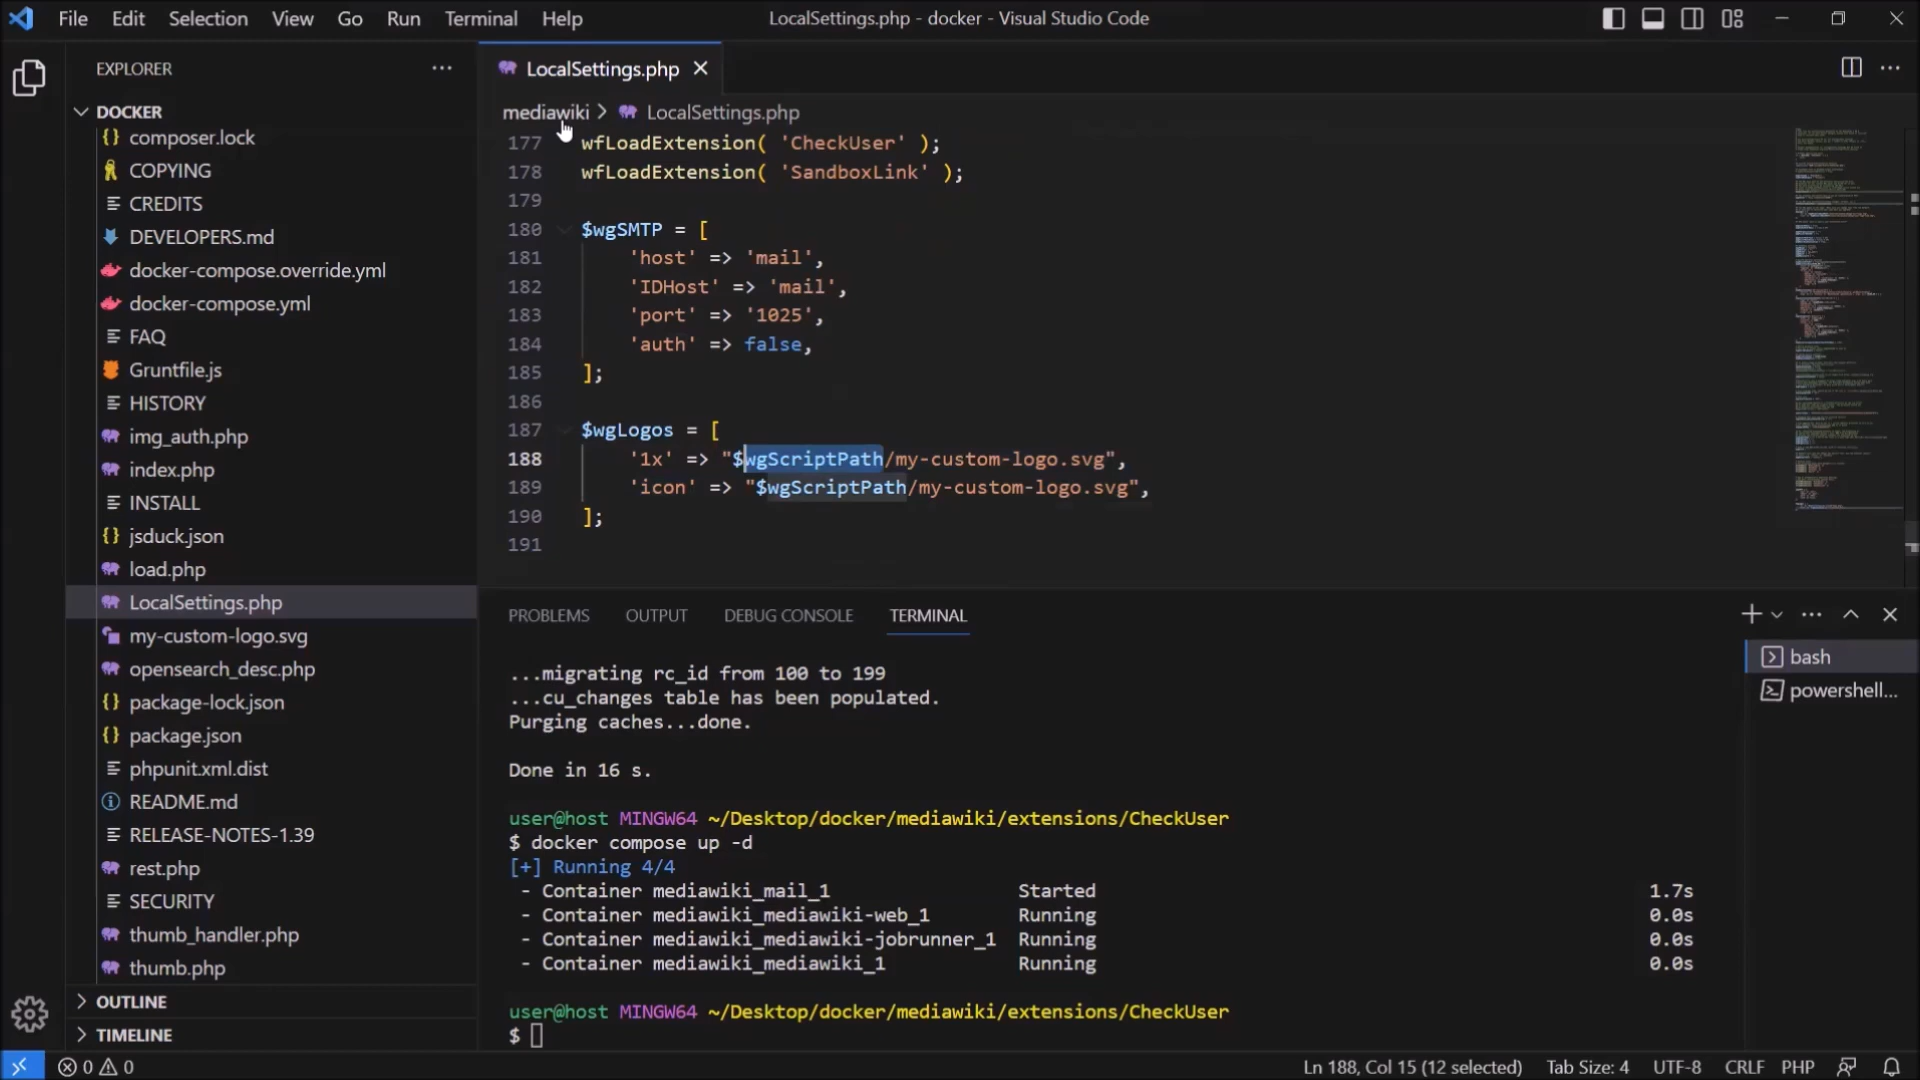 File Edit Selection View Go Run Terminal Help
LocalSettings.php - docker - Visual Studio Code
EXPLORER
DOCKER
composer.lock
COPYING
CREDITS
DEVELOPERS.md
docker-compose.override.yml
docker-compose.yml
FAQ
Gruntfile.js
HISTORY
img_auth.php
index.php
INSTALL
jsduck.json
load.php
LocalSettings.php
my-custom-logo.svg
opensearch_desc.php
package-lock.json
package.json
phpunit.xml.dist
README.md
RELEASE-NOTES-1.39
rest.php
SECURITY
thumb_handler.php
thumb.php
OUTLINE
TIMELINE
LocalSettings.php
mediawiki > LocalSettings.php
177 wfLoadExtension( 'CheckUser' );
178 wfLoadExtension( 'SandboxLink' );
179
180 $wgSMTP = [
181 'host' => 'mail',
182 'IDHost' => 'mail',
183 'port' => '1025',
184 'auth' => false,
185 ];
186
187 $wgLogos = [
188 '1x' => "$wgScriptPath/my-custom-logo.svg",
189 'icon' => "$wgScriptPath/my-custom-logo.svg",
190 ];
191
PROBLEMS OUTPUT DEBUG CONSOLE TERMINAL
...migrating rc_id from 100 to 199
...cu_changes table has been populated.
Purging caches...done.
Done in 16 s.
user@host MINGW64 ~/Desktop/docker/mediawiki/extensions/CheckUser
$ docker compose up -d
[+] Running 4/4
- Container mediawiki_mail_1 Started 1.7s
- Container mediawiki_mediawiki-web_1 Running 0.0s
- Container mediawiki_mediawiki-jobrunner_1 Running 0.0s
- Container mediawiki_mediawiki_1 Running 0.0s
user@host MINGW64 ~/Desktop/docker/mediawiki/extensions/CheckUser
$
bash
powershell...
0 0
Ln 188, Col 15 (12 selected) Tab Size: 4 UTF-8 CRLF PHP